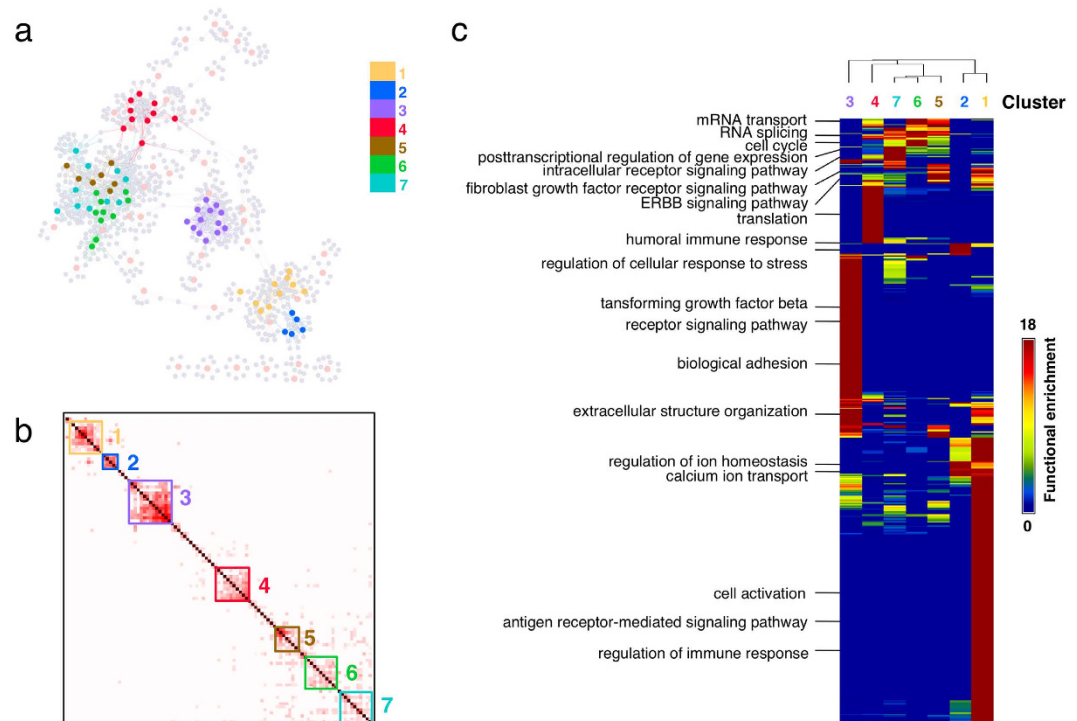 a
1
2
3
4
5
6
7
b
1
2
3
4
5
6
7
c
3 4 7 6 5 2 1 Cluster
mRNA transport
RNA splicing
cell cycle
posttranscriptional regulation of gene expression
intracellular receptor signaling pathway
fibroblast growth factor receptor signaling pathway
ERBB signaling pathway
translation
humoral immune response
regulation of cellular response to stress
tansforming growth factor beta
receptor signaling pathway
biological adhesion
extracellular structure organization
regulation of ion homeostasis
calcium ion transport
cell activation
antigen receptor-mediated signaling pathway
regulation of immune response
18
Functional enrichment
0